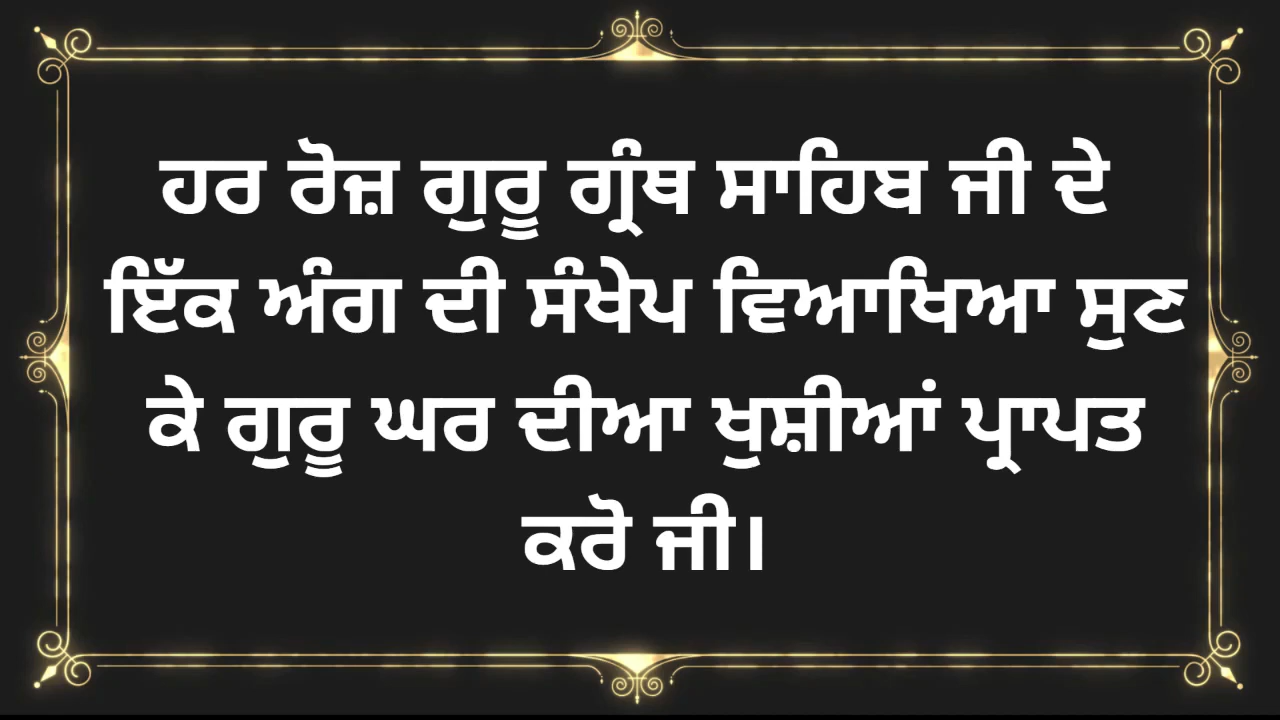 ਹਰ ਰੋਜ਼ ਗੁਰੂ ਗ੍ਰੰਥ ਸਾਹਿਬ ਜੀ ਦੇ
ਇੱਕ ਅੰਗ ਦੀ ਸੰਖੇਪ ਵਿਆਖਿਆ ਸੁਣ
ਕੇ ਗੁਰੂ ਘਰ ਦੀਆ ਖੁਸ਼ੀਆਂ ਪ੍ਰਾਪਤ
ਕਰੋ ਜੀ।